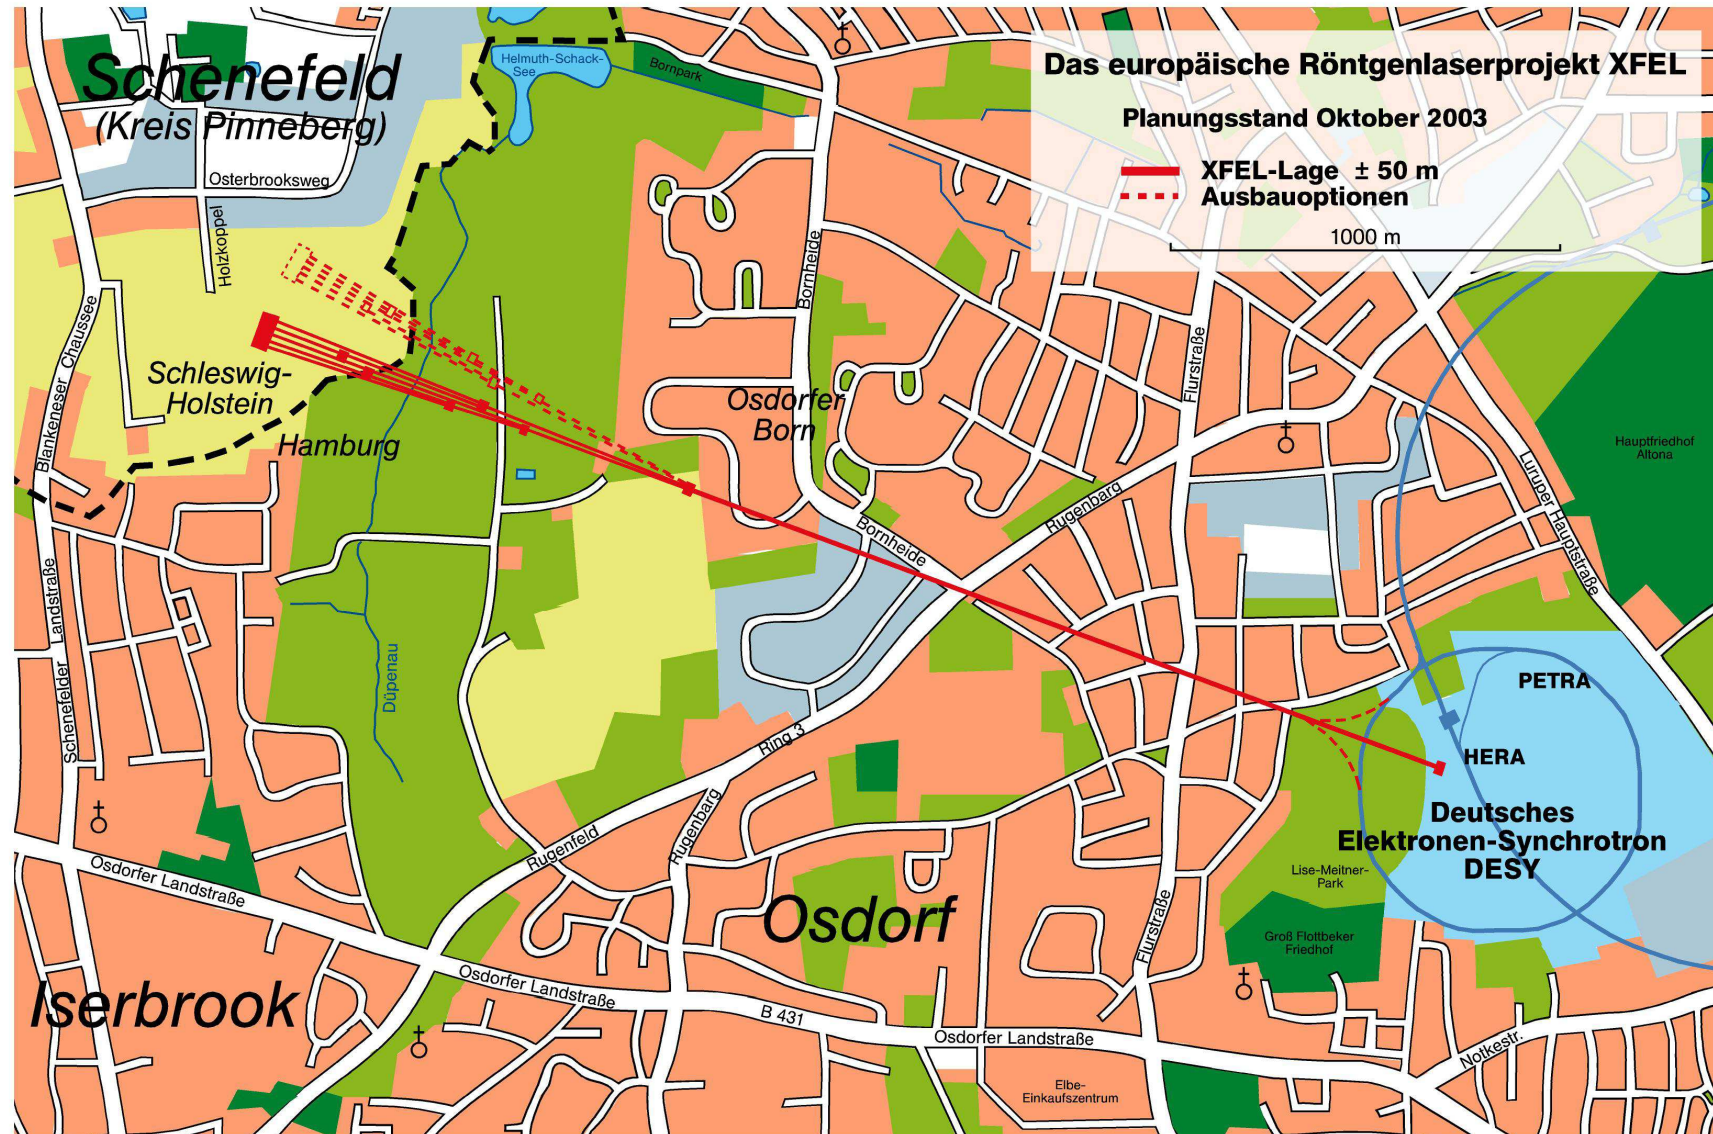 Schenefeld
(Kreis Pinneberg)
Helmuth-Schack-
See
Bornpark
Das europäische Röntgenlaserprojekt XFEL
Planungsstand Oktober 2003
XFEL-Lage ± 50 m
Ausbauoptionen
1000 m
Osterbrooksweg
Holzkoppel
Bornheide
Blankeneser Chaussee
Schleswig-
Holstein
Hamburg
Osdorfer
Born
Flurstraße
Hauptfriedhof
Altona
Luruper Hauptstraße
Rugenbarg
Bornheide
Schenefelder Landstraße
Düpenau
PETRA
HERA
Ring 3
Deutsches
Elektronen-Synchrotron
DESY
Rugenfeld
Rugenbarg
Lise-Meitner-
Park
Osdorfer Landstraße
Osdorf
Flurstraße
Groß Flottbeker
Friedhof
Iserbrook
Osdorfer Landstraße
B 431
Osdorfer Landstraße
Notkestr.
Elbe-
Einkaufszentrum